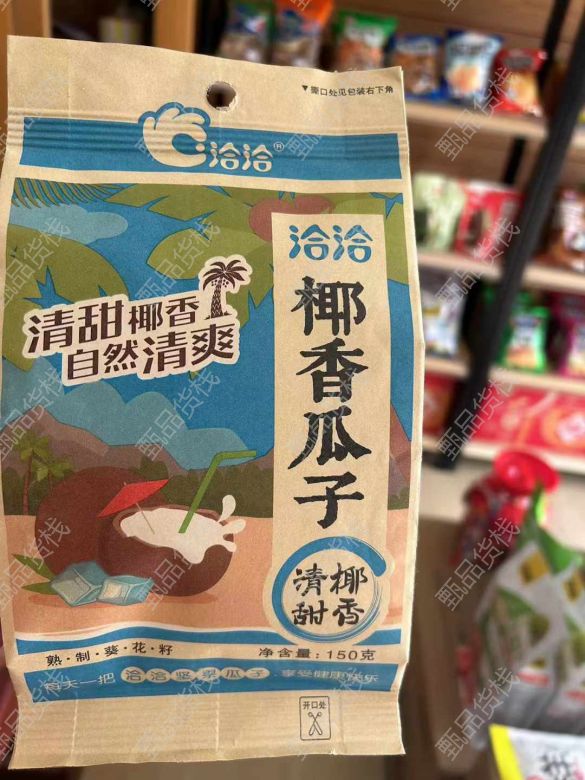 ▼撕口处见包装右下角
洽洽®
洽洽
椰香瓜子
清甜椰香
自然清爽
椰香
清甜
熟·制·葵·花·籽
净含量:150克
每天一把 洽洽坚果瓜子·享受健康快乐
开口处
甄品货栈